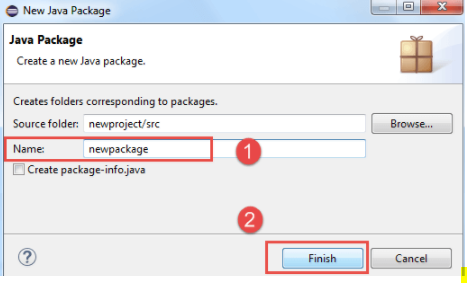 New Java Package
Java Package
Create a new Java package.
Creates folders corresponding to packages.
Source folder: newproject/src Browse...
Name: newpackage 1
Create package-info.java
2
? Finish Cancel